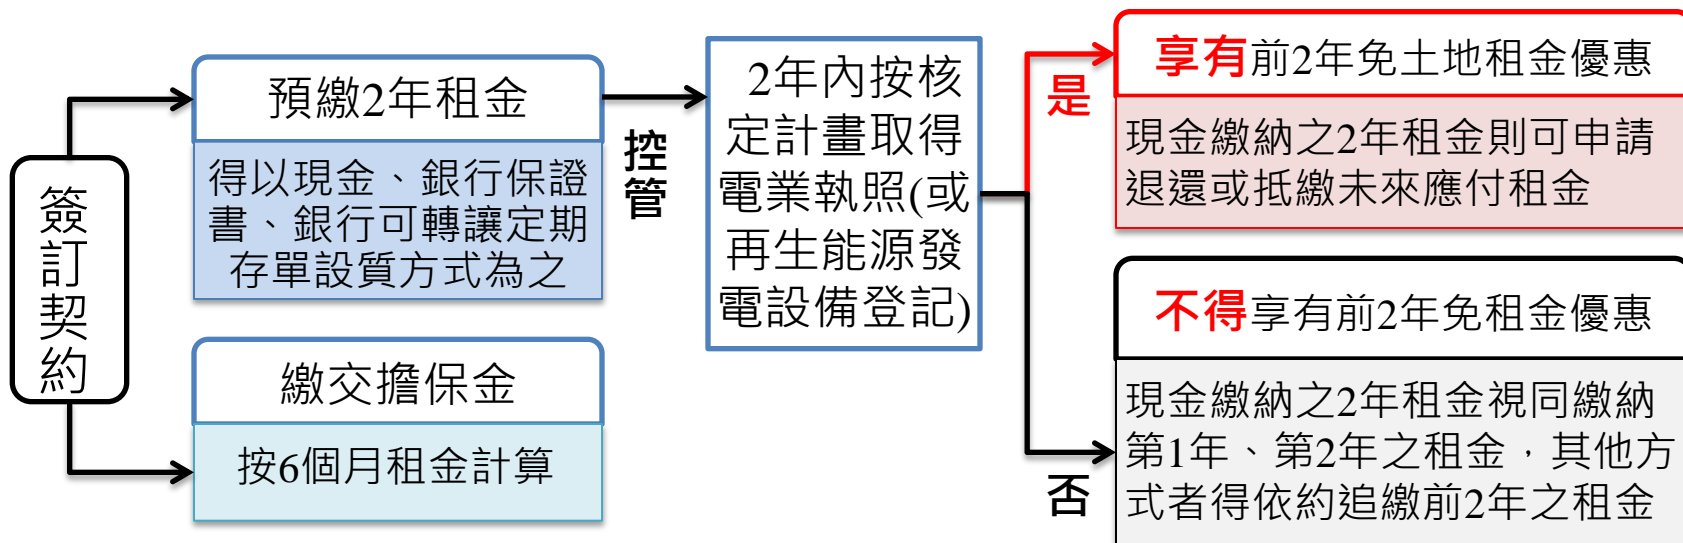 簽訂契約
預繳2年租金
得以現金、銀行保證
書、銀行可轉讓定期
存單設質方式為之
繳交擔保金
按6個月租金計算
控管
2年內按核
定計畫取得
電業執照(或
再生能源發
電設備登記)
是
享有前2年免土地租金優惠
現金繳納之2年租金則可申請
退還或抵繳未來應付租金
否
不得享有前2年免租金優惠
現金繳納之2年租金視同繳納
第1年、第2年之租金，其他方
式者得依約追繳前2年之租金